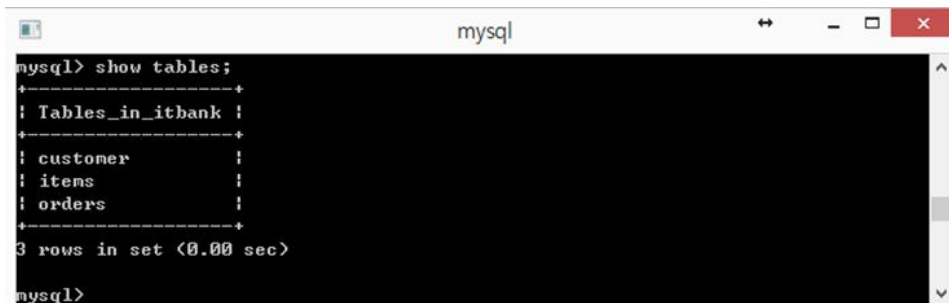 mysql
mysql> show tables;
+-------------------+
| Tables_in_itbank |
+-------------------+
| customer |
| items |
| orders |
+-------------------+
3 rows in set (0.00 sec)
mysql>